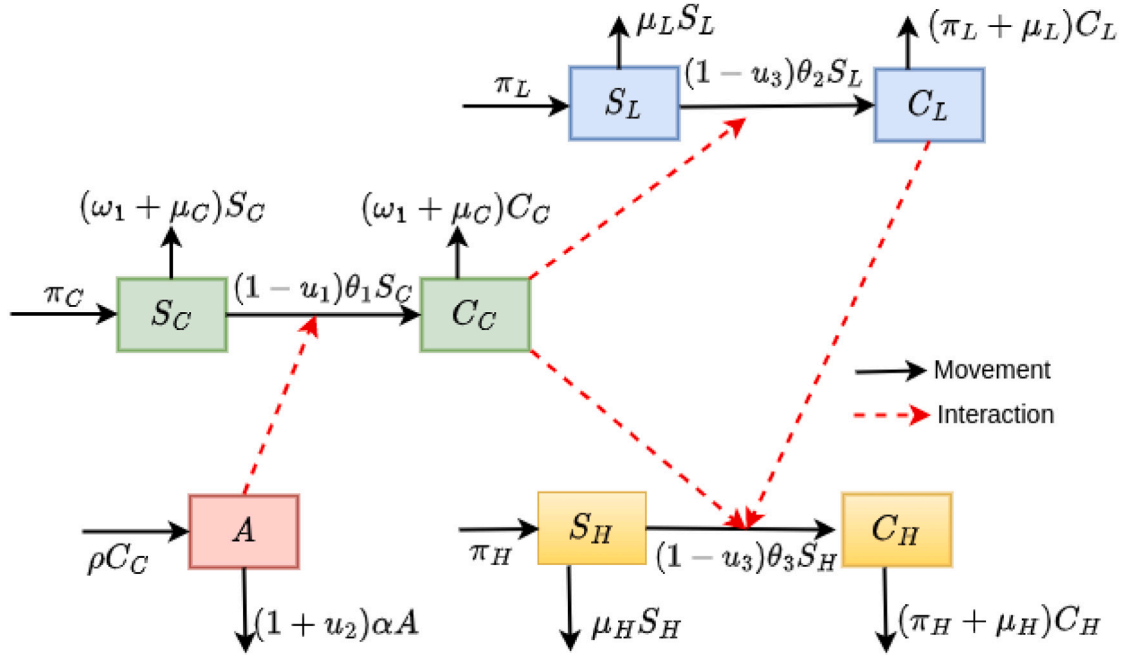 μ_L S_L
(π_L + μ_L)C_L
π_L
S_L
(1 − u_3)θ_2 S_L
C_L
(ω_1 + μ_C)S_C
(ω_1 + μ_C)C_C
π_C
S_C
(1 − u_1)θ_1 S_C
C_C
Movement
Interaction
A
ρC_C
(1 + u_2)αA
π_H
S_H
(1 − u_3)θ_3 S_H
C_H
μ_H S_H
(π_H + μ_H)C_H